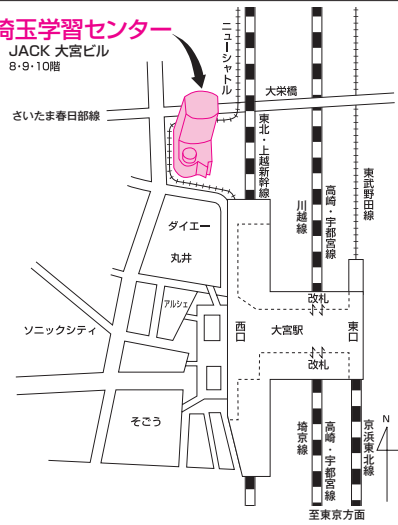 埼玉学習センター
JACK 大宮ビル
8・9・10階
ニューシャトル
大栄橋
さいたま春日部線
東北・上越新幹線
東武野田線
高崎・宇都宮線
川越線
ダイエー
丸井
アルシェ
改札
ソニックシティ
西口
大宮駅
東口
改札
そごう
埼京線
高崎・宇都宮線
京浜東北線
N
至東京方面